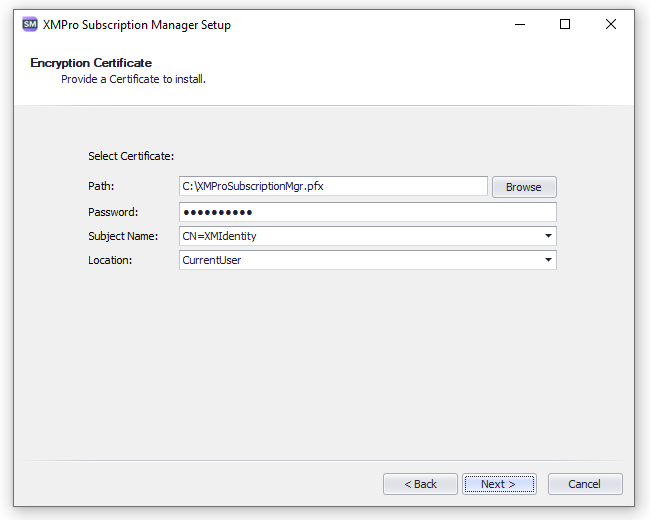 SM XMPro Subscription Manager Setup
Encryption Certificate
Provide a Certificate to install.
Select Certificate:
Path: C:\XMProSubscriptionMgr.pfx Browse
Password: ●●●●●●●●●●
Subject Name: CN=XMIdentity
Location: CurrentUser
< Back Next > Cancel